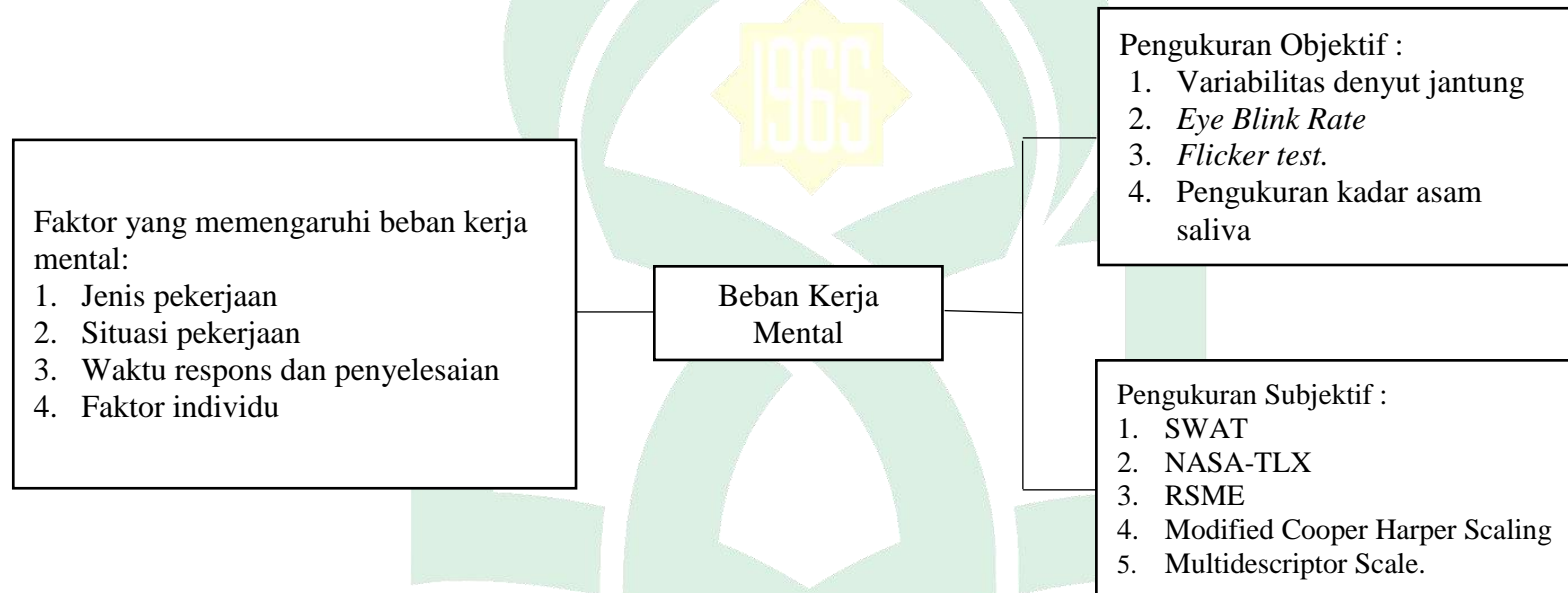 Faktor yang memengaruhi beban kerja
mental:
1. Jenis pekerjaan
2. Situasi pekerjaan
3. Waktu respons dan penyelesaian
4. Faktor individu
1965
Beban Kerja
Mental
Pengukuran Objektif :
1. Variabilitas denyut jantung
2. Eye Blink Rate
3. Flicker test.
4. Pengukuran kadar asam
saliva
Pengukuran Subjektif :
1. SWAT
2. NASA-TLX
3. RSME
4. Modified Cooper Harper Scaling
5. Multidescriptor Scale.